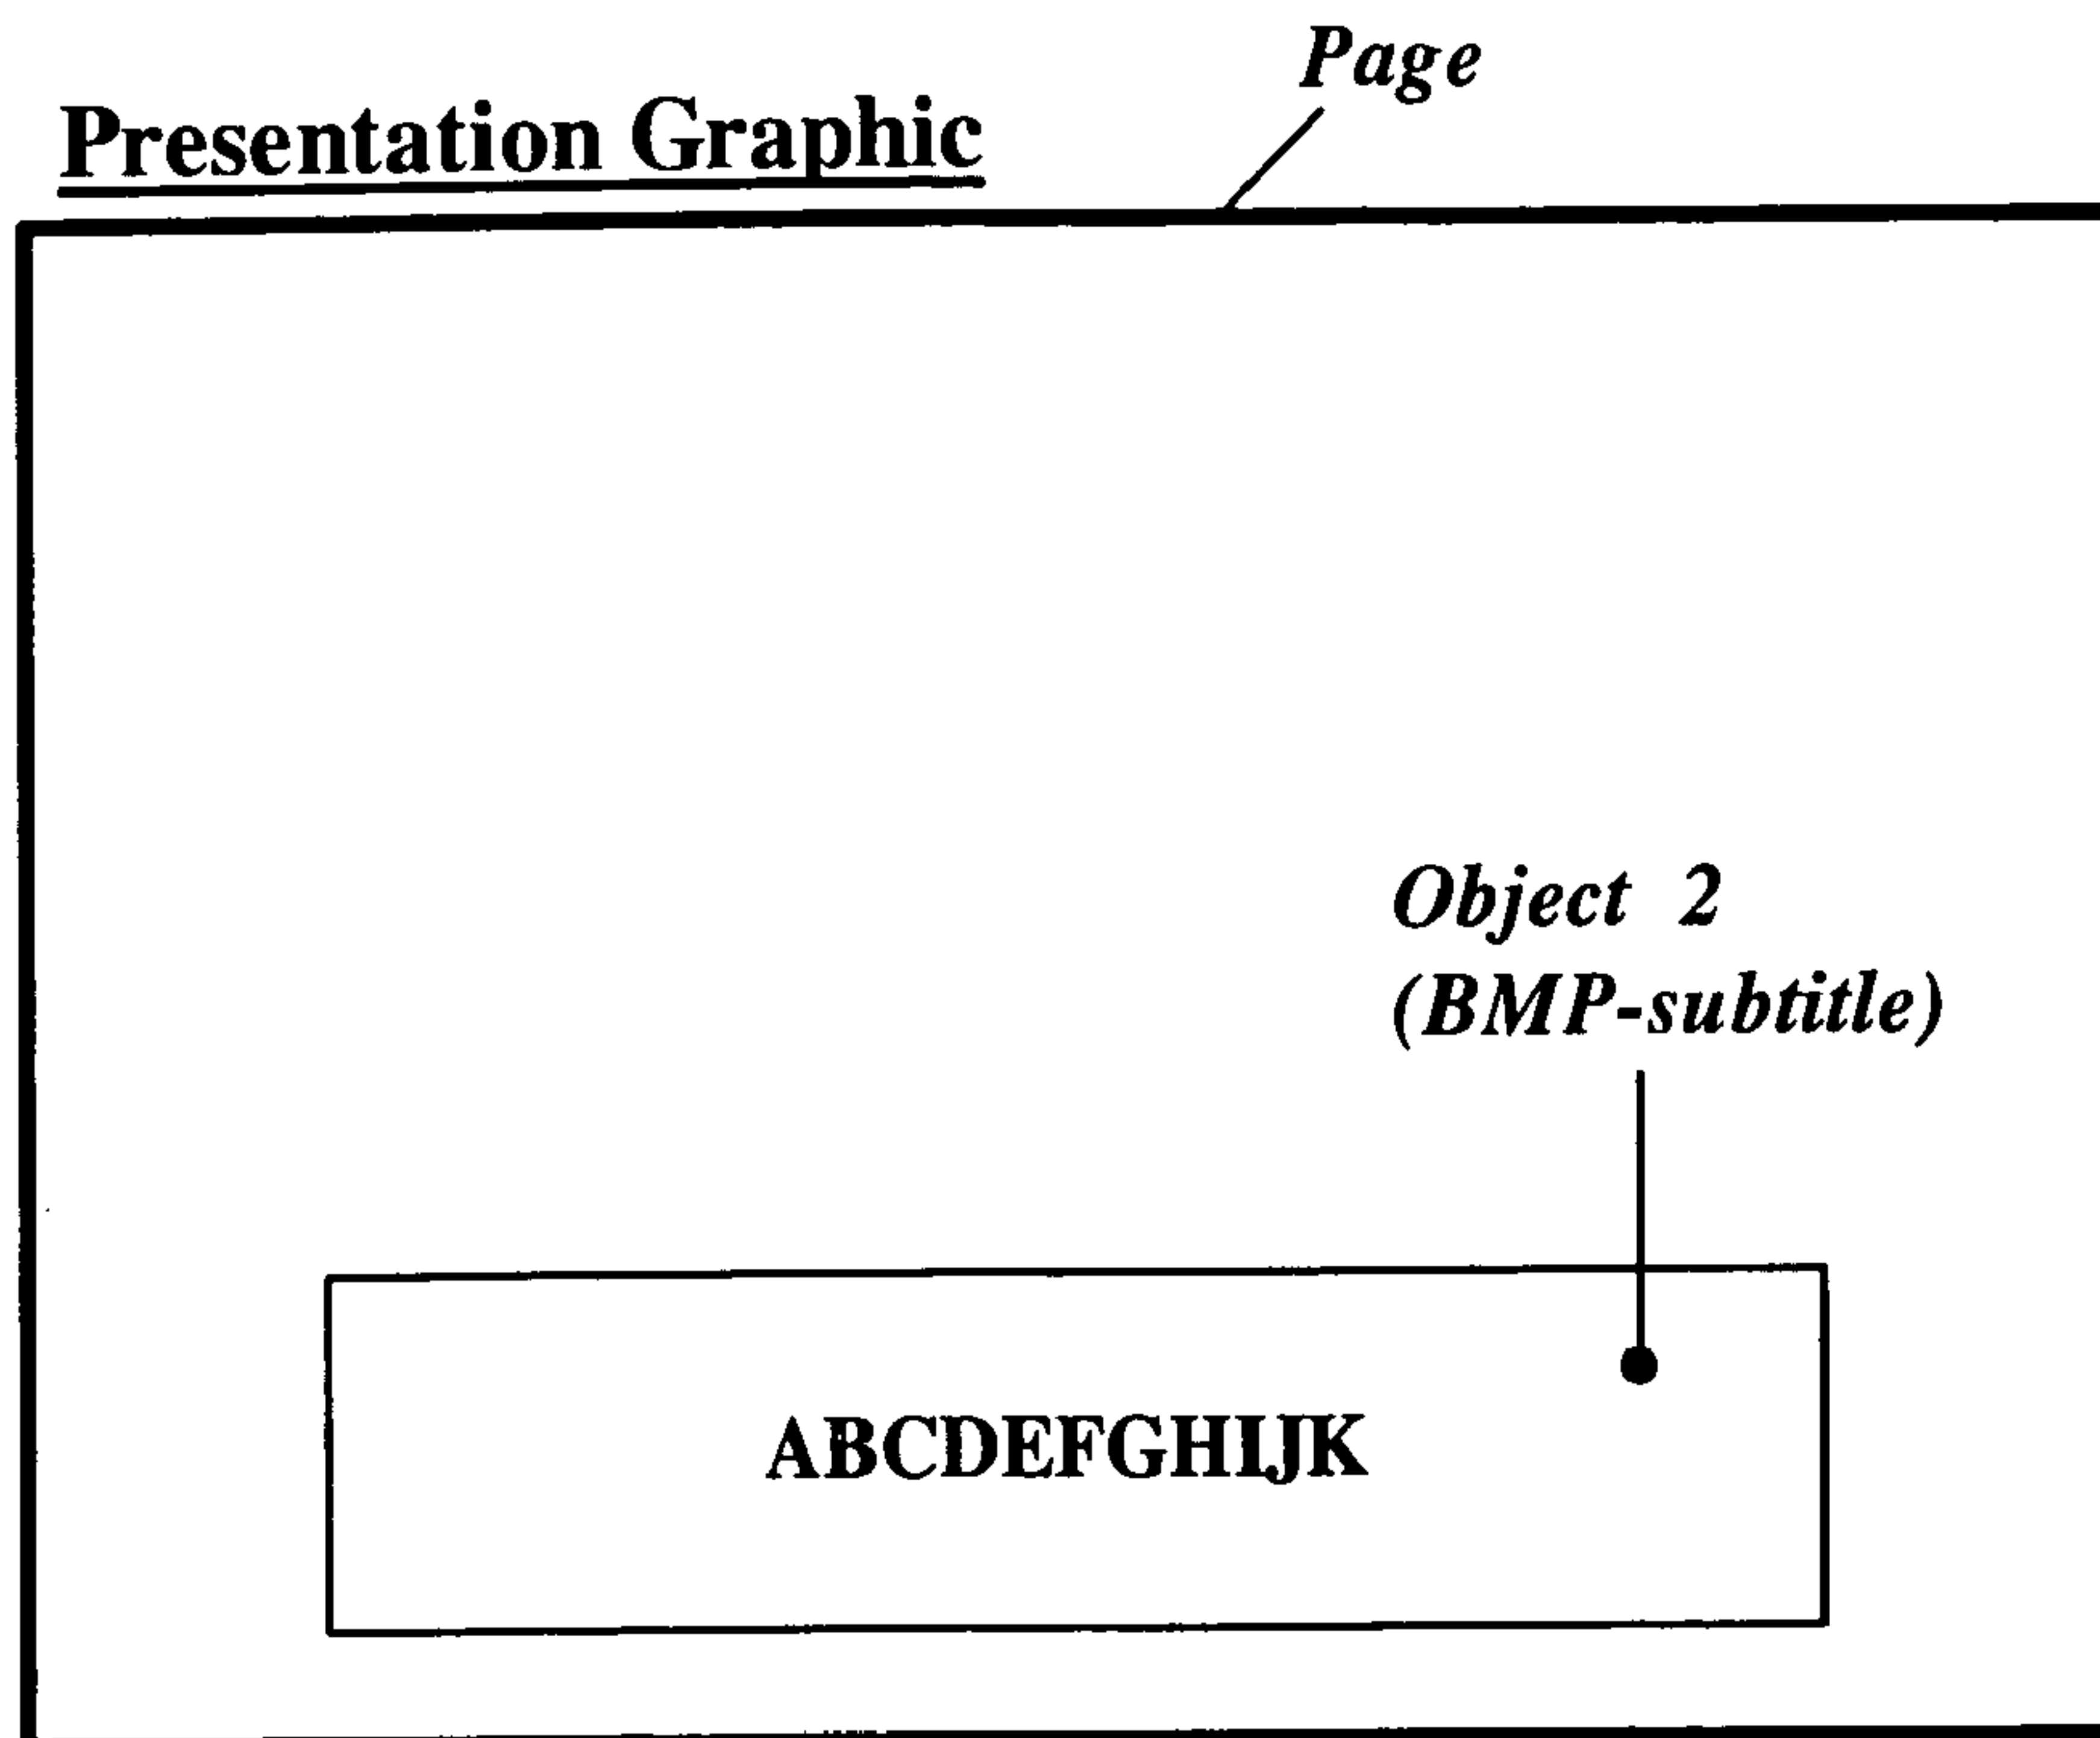 Page
Presentation Graphic
Object 2
(BMP-subtitle)
ABCDEFGHIJK